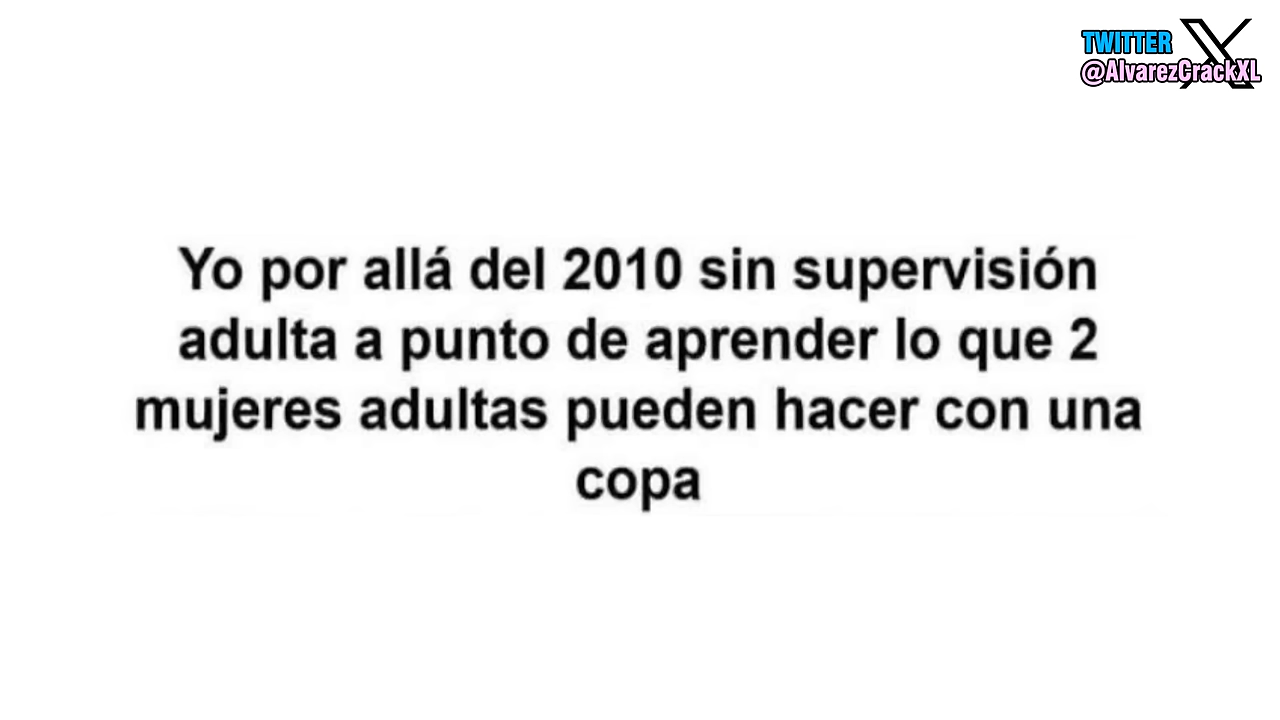 TWITTER
@AlvarezCrackXL
Yo por allá del 2010 sin supervisión
adulta a punto de aprender lo que 2
mujeres adultas pueden hacer con una
copa